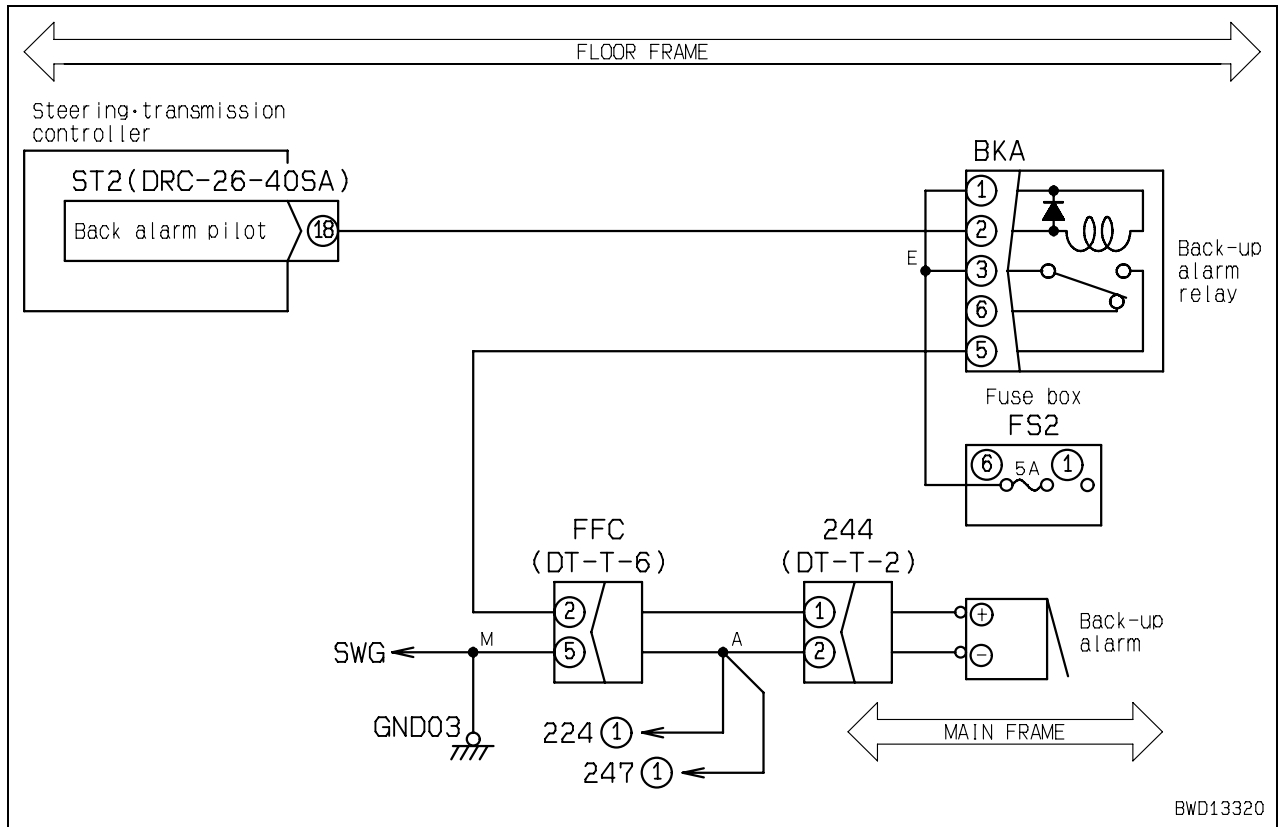 FLOOR FRAME
Steering・transmission
controller
ST2(DRC-26-40SA)
Back alarm pilot
18
BKA
1
2
E
3
6
5
Back-up
alarm
relay
Fuse box
FS2
6
5A
1
FFC
(DT-T-6)
244
(DT-T-2)
2
1
+
SWG
M
5
A
2
−
Back-up
alarm
GND03
224 1
247 1
MAIN FRAME
BWD13320